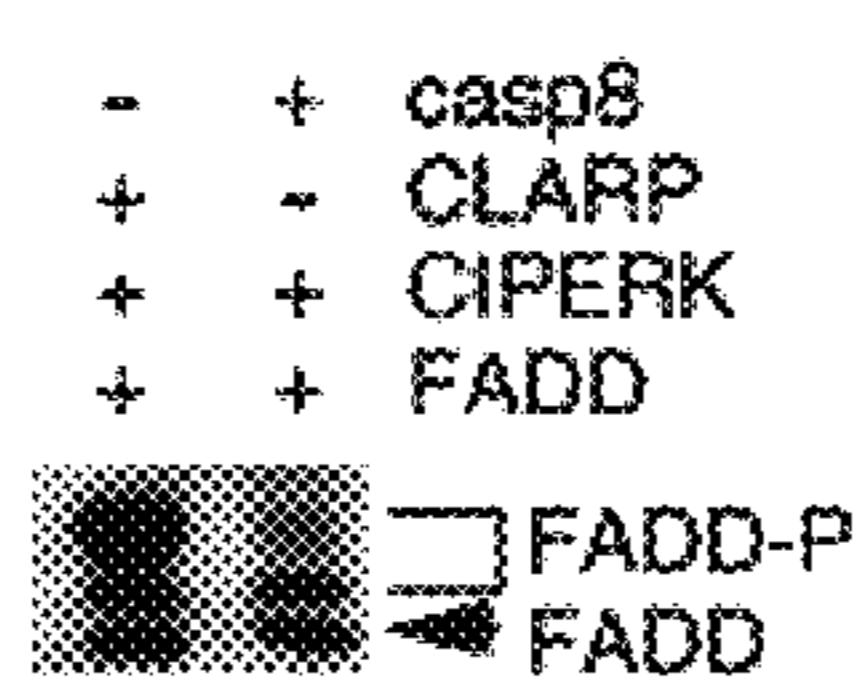 - + casp8
+ - CLARP
+ + CIPERK
+ + FADD
FADD-P
FADD